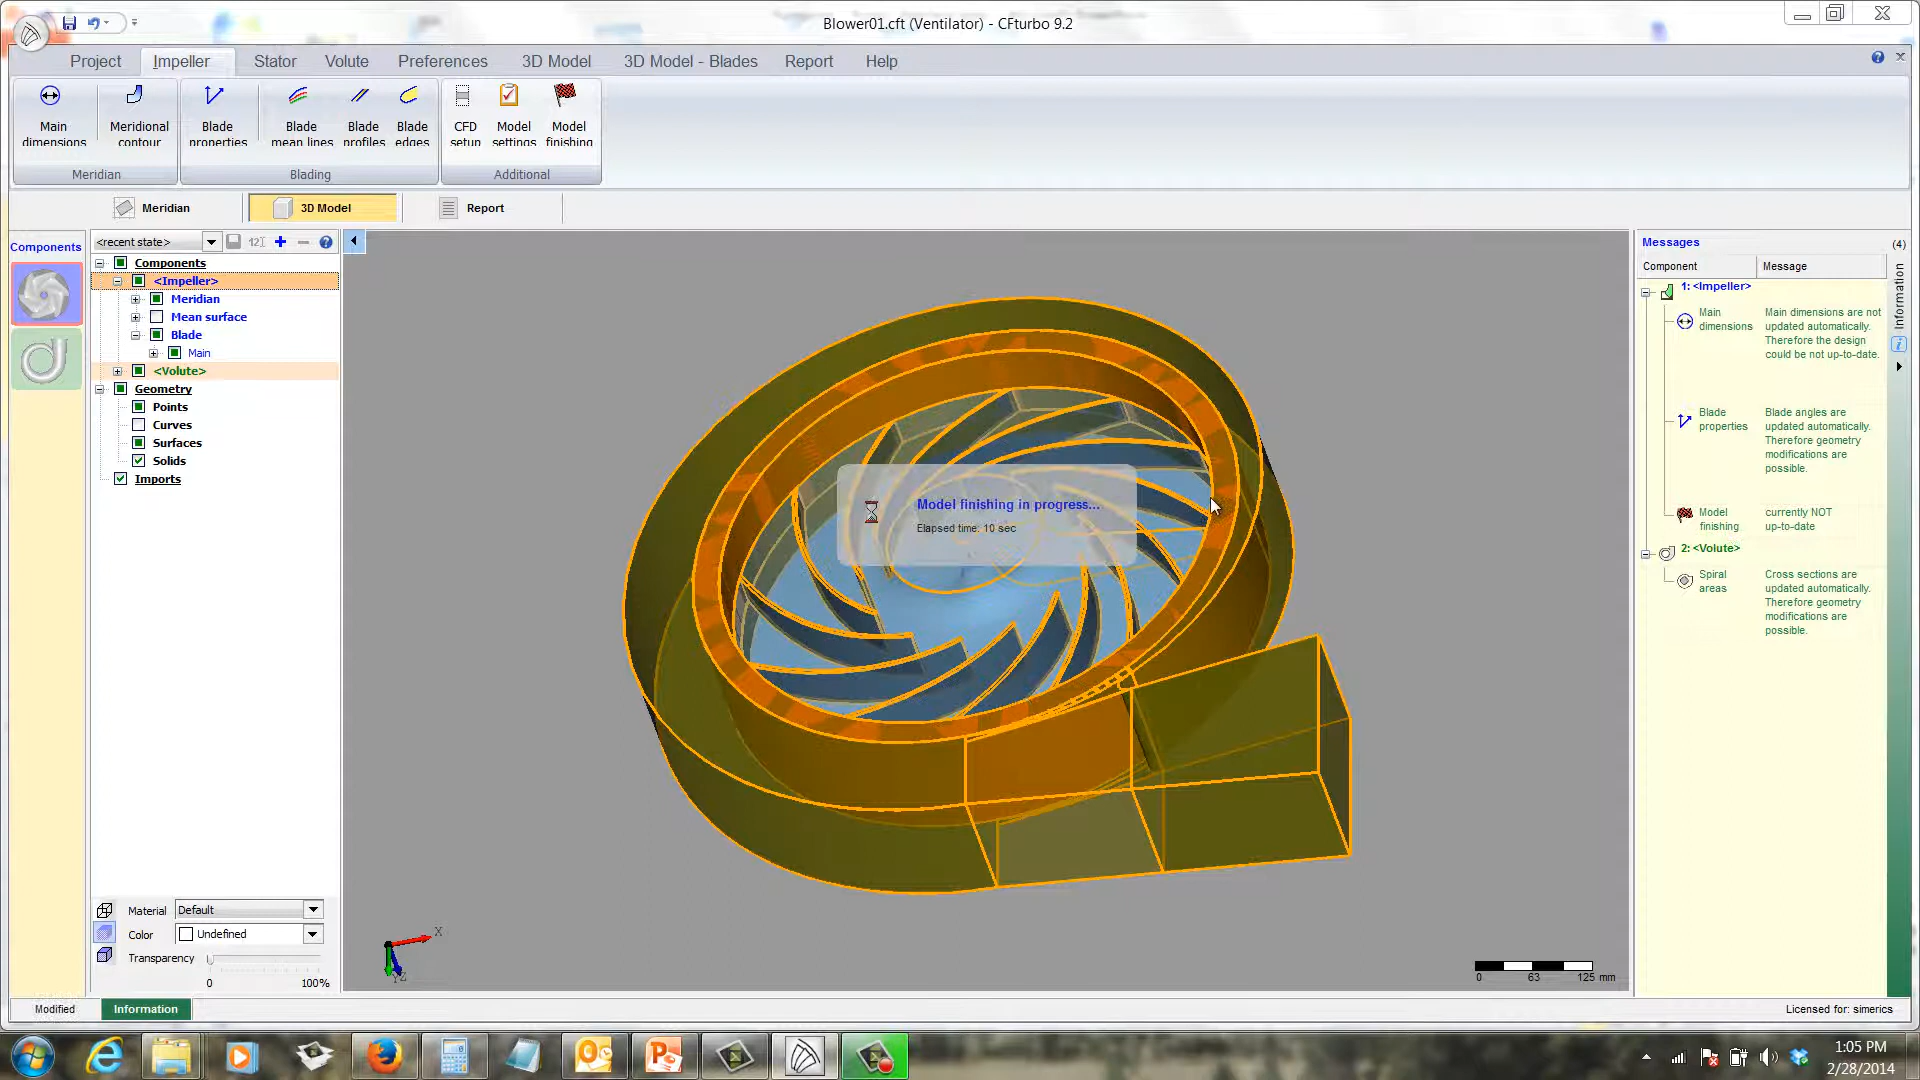 Blower01.cft (Ventilator) - CFturbo 9.2
Project Impeller Stator Volute Preferences 3D Model 3D Model - Blades Report Help
Main dimensions
Meridional contour
Blade properties
Blade mean lines
Blade profiles
Blade edges
CFD setup
Model settings
Model finishing
Meridian Blading Additional
Meridian 3D Model Report
Components
<recent state>
Components
<Impeller>
Meridian
Mean surface
Blade
Main
<Volute>
Geometry
Points
Curves
Surfaces
Solids
Imports
Model finishing in progress...
Elapsed time: 10 sec
Messages (4)
Component Message
Information
1: <Impeller>
Main dimensions
Main dimensions are not
updated automatically.
Therefore the design
could be not up-to-date.
Blade properties
Blade angles are
updated automatically.
Therefore geometry
modifications are
possible.
Model finishing
currently NOT
up-to-date
2: <Volute>
Spiral areas
Cross sections are
updated automatically.
Therefore geometry
modifications are
possible.
Material Default
Color Undefined
Transparency
0 100%
X
Y Z
0 63 125 mm
Modified Information
Licensed for: simerics
1:05 PM
2/28/2014